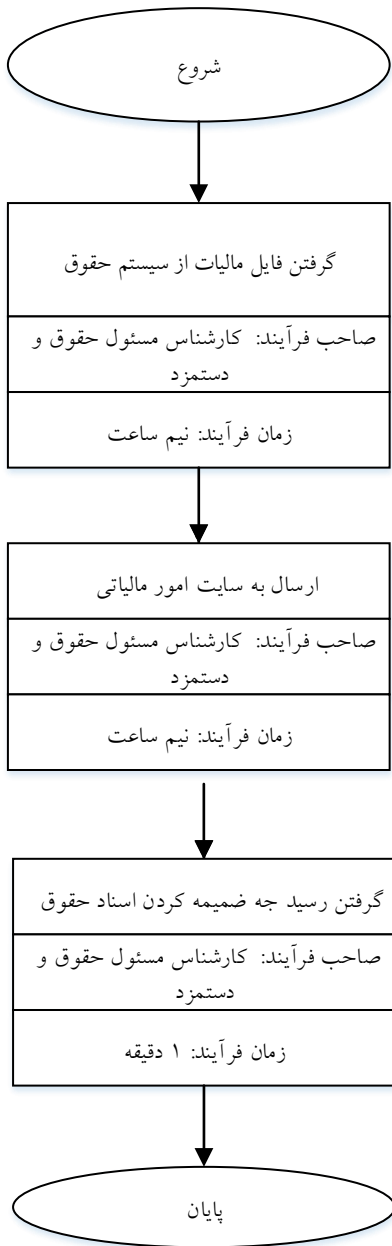 شروع
گرفتن فایل مالیات از سیستم حقوق
صاحب فرآیند: کارشناس مسئول حقوق و
دستمزد
زمان فرآیند: نیم ساعت
ارسال به سایت امور مالیاتی
صاحب فرآیند: کارشناس مسئول حقوق و
دستمزد
زمان فرآیند: نیم ساعت
گرفتن رسید جه ضمیمه کردن اسناد حقوق
صاحب فرآیند: کارشناس مسئول حقوق و
دستمزد
زمان فرآیند: ۱ دقیقه
پایان